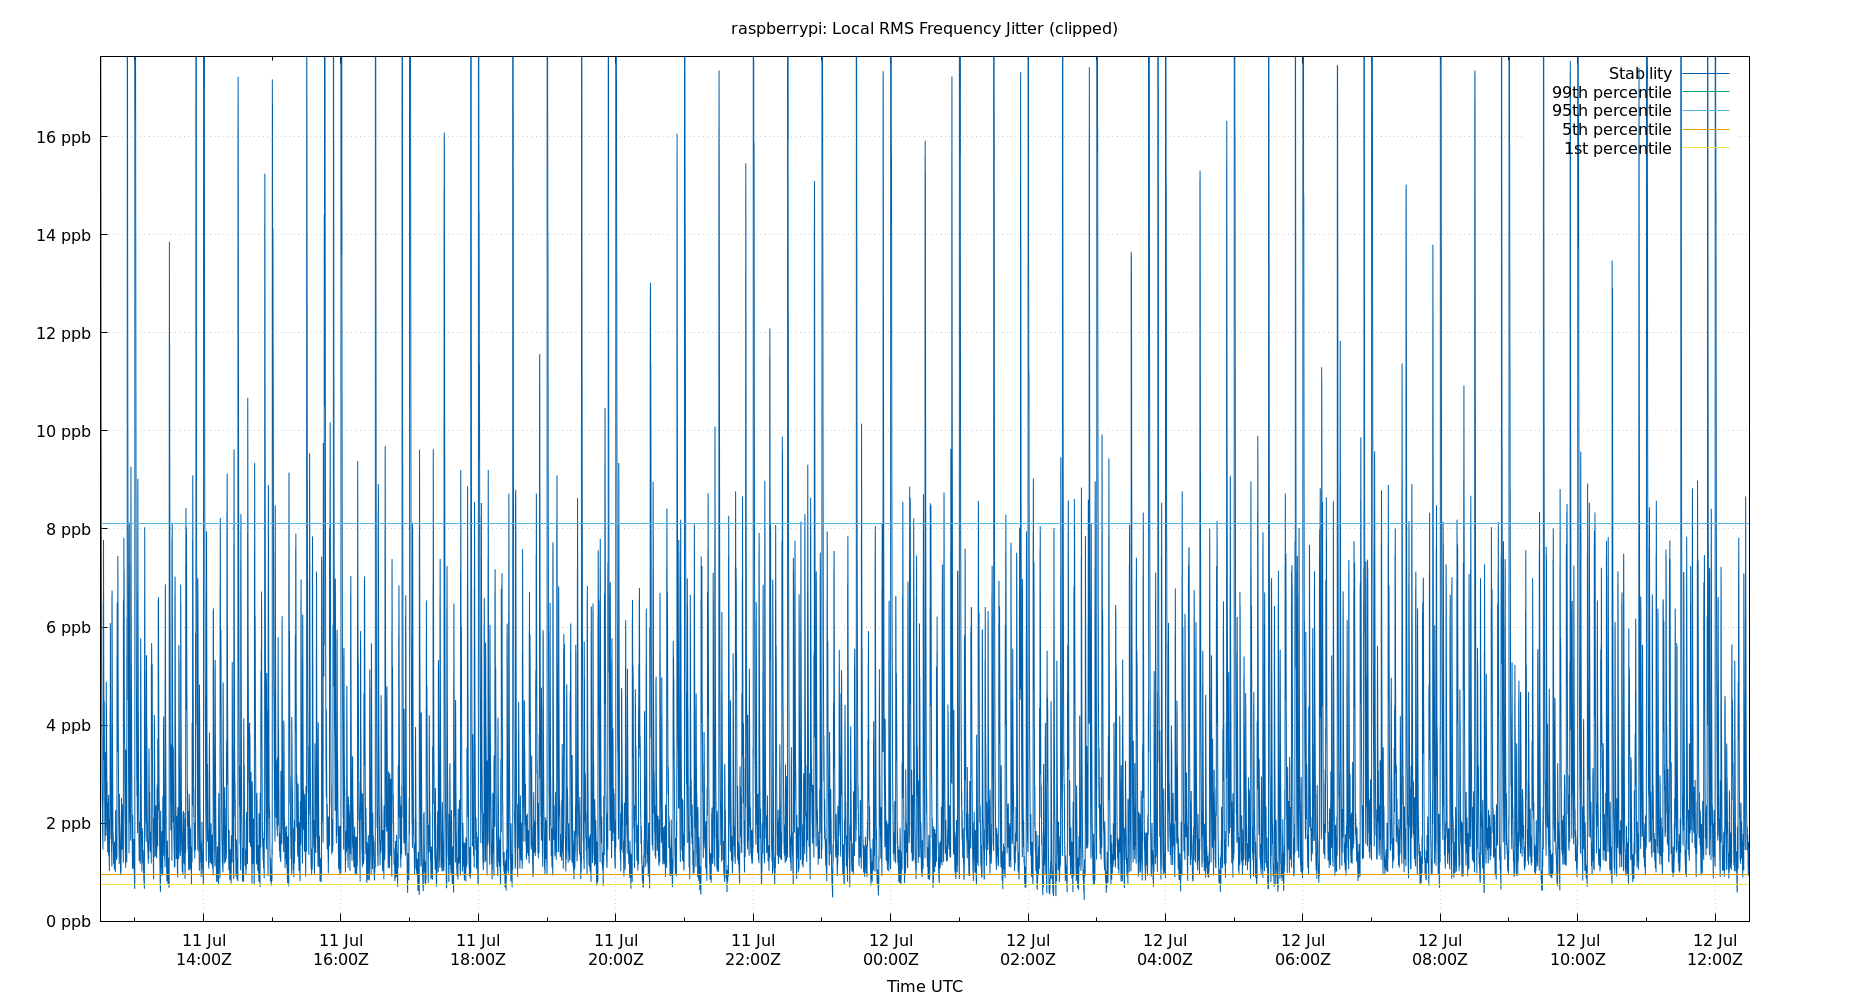 raspberrypi: Local RMS Frequency Jitter (clipped)
Stability
99th percentile
95th percentile
5th percentile
1st percentile
16 ppb
14 ppb
12 ppb
10 ppb
8 ppb
6 ppb
4 ppb
2 ppb
0 ppb
11 Jul 11 Jul 11 Jul 11 Jul 11 Jul 12 Jul 12 Jul 12 Jul 12 Jul 12 Jul 12 Jul 12 Jul
14:00Z 16:00Z 18:00Z 20:00Z 22:00Z 00:00Z 02:00Z 04:00Z 06:00Z 08:00Z 10:00Z 12:00Z
Time UTC